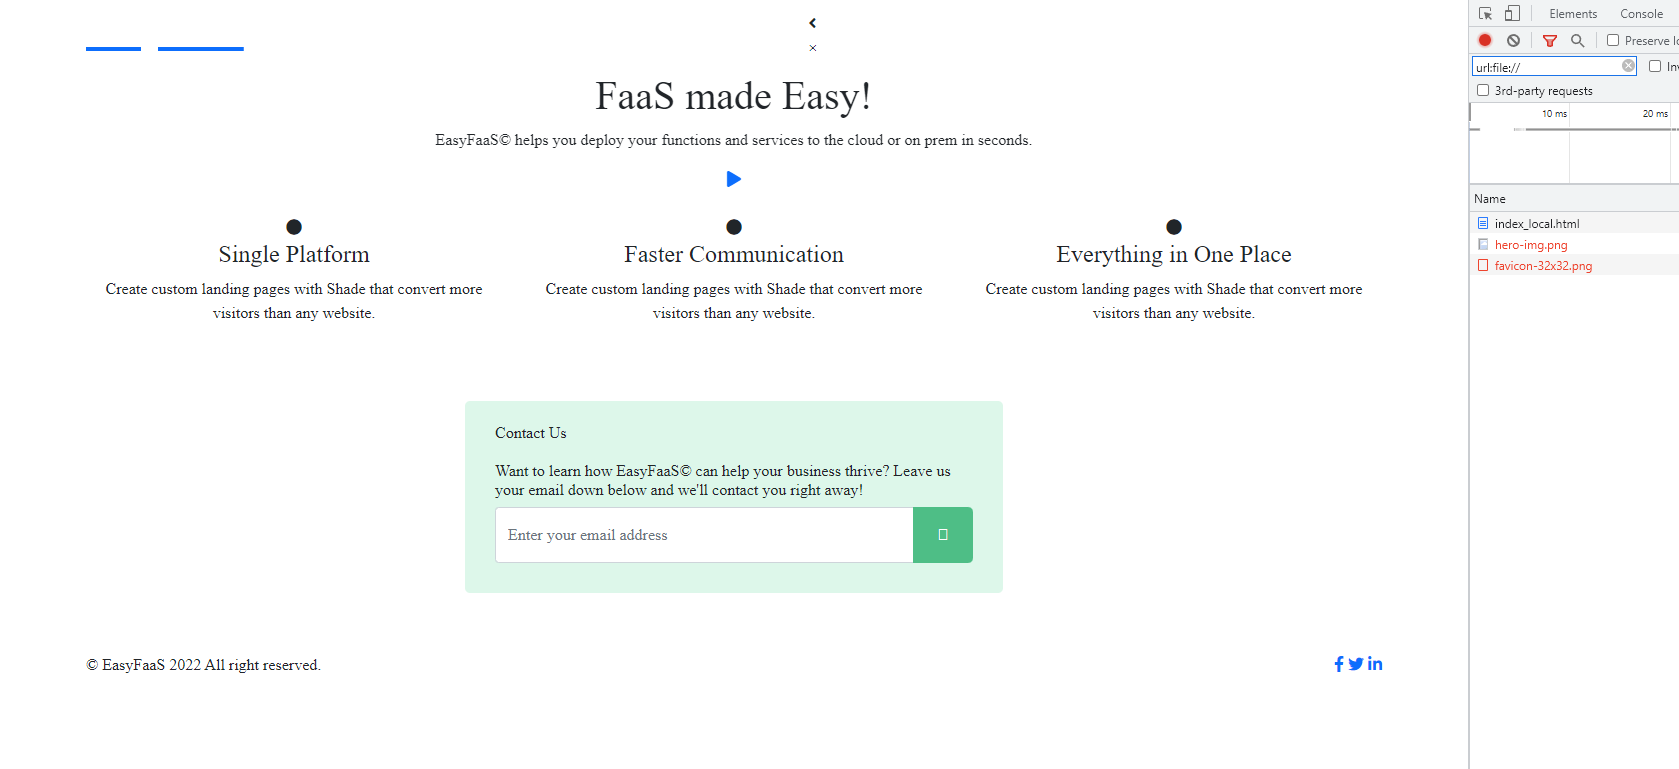 FaaS made Easy!
EasyFaaS© helps you deploy your functions and services to the cloud or on prem in seconds.
Single Platform
Create custom landing pages with Shade that convert more
visitors than any website.
Faster Communication
Create custom landing pages with Shade that convert more
visitors than any website.
Everything in One Place
Create custom landing pages with Shade that convert more
visitors than any website.
Contact Us
Want to learn how EasyFaaS© can help your business thrive? Leave us
your email down below and we'll contact you right away!
Enter your email address
© EasyFaaS 2022 All right reserved.
Elements Console
Preserve lo
url:file:// Inv
3rd-party requests
10 ms 20 ms
Name
index_local.html
hero-img.png
favicon-32x32.png